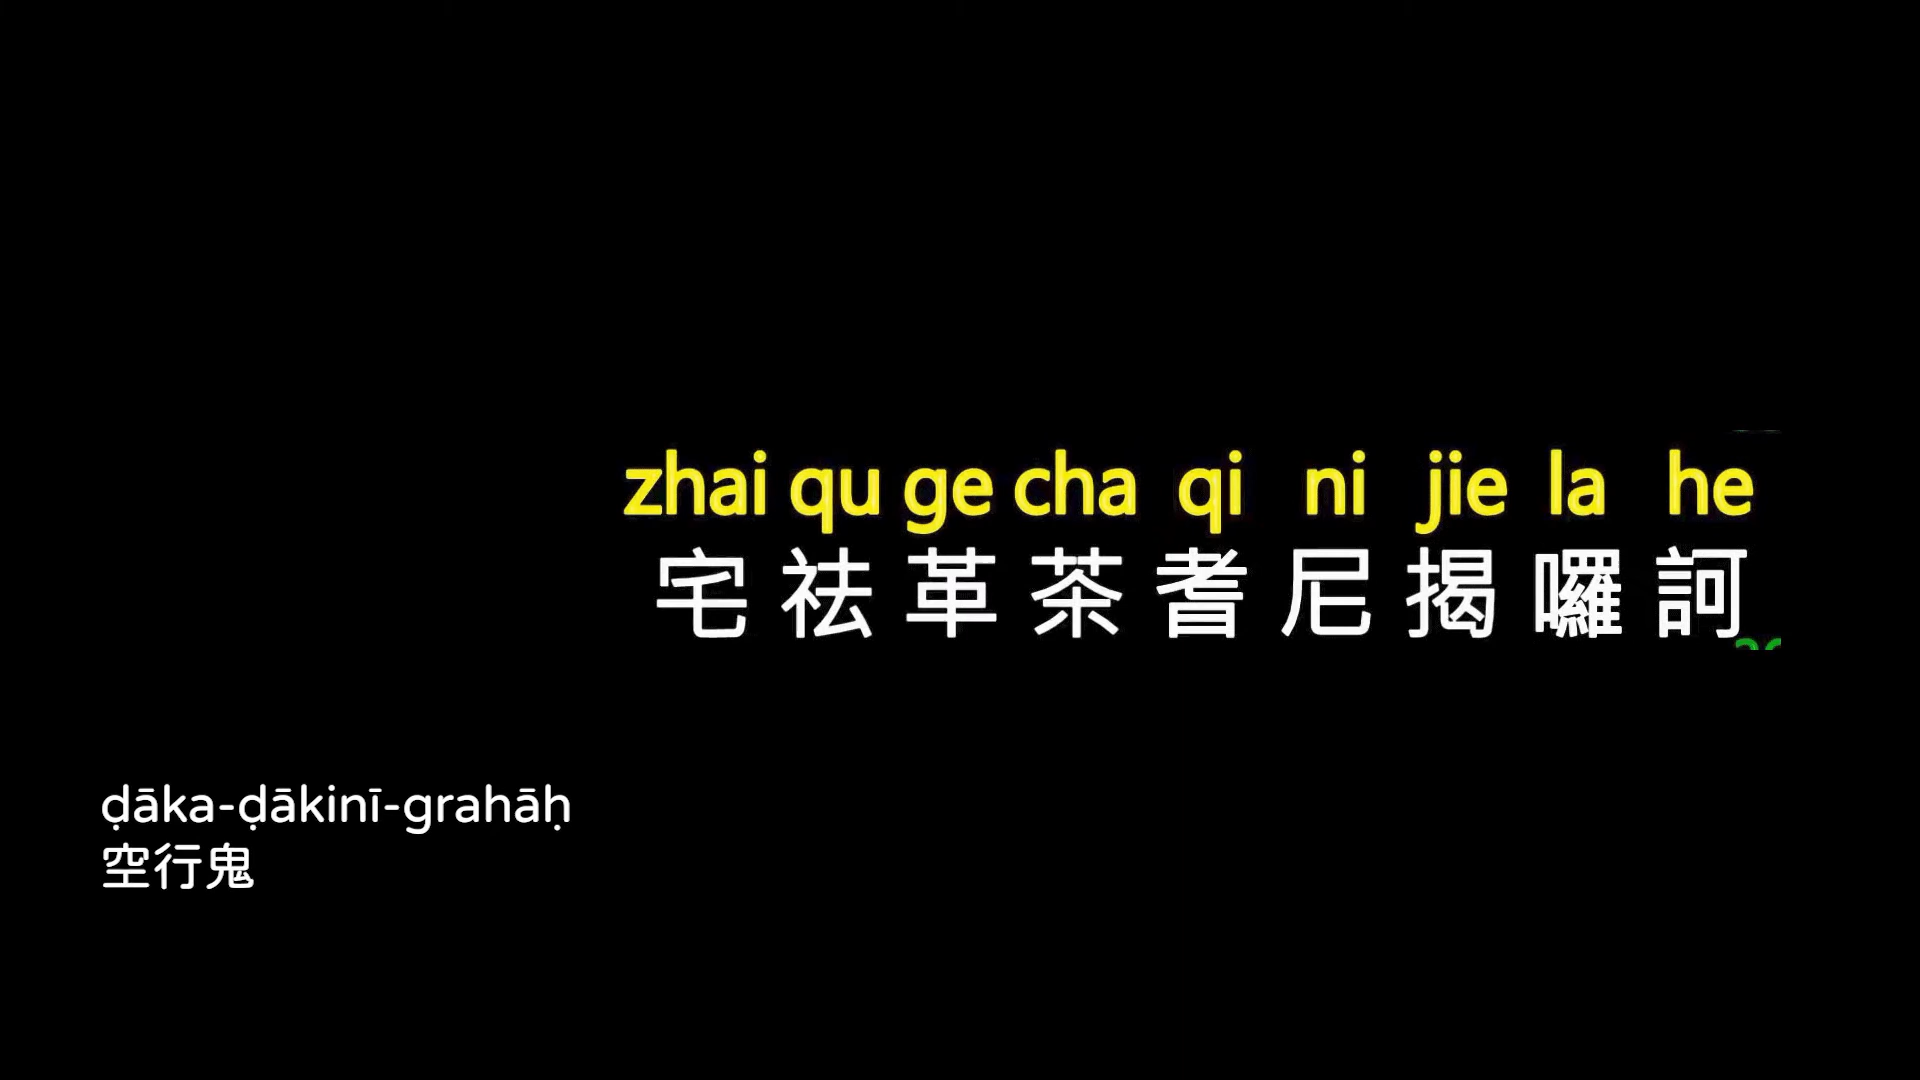 zhai qu ge cha qi ni jie la he
宅祛革茶耆尼揭囉訶
ḍāka-ḍākinī-grahāḥ
空行鬼